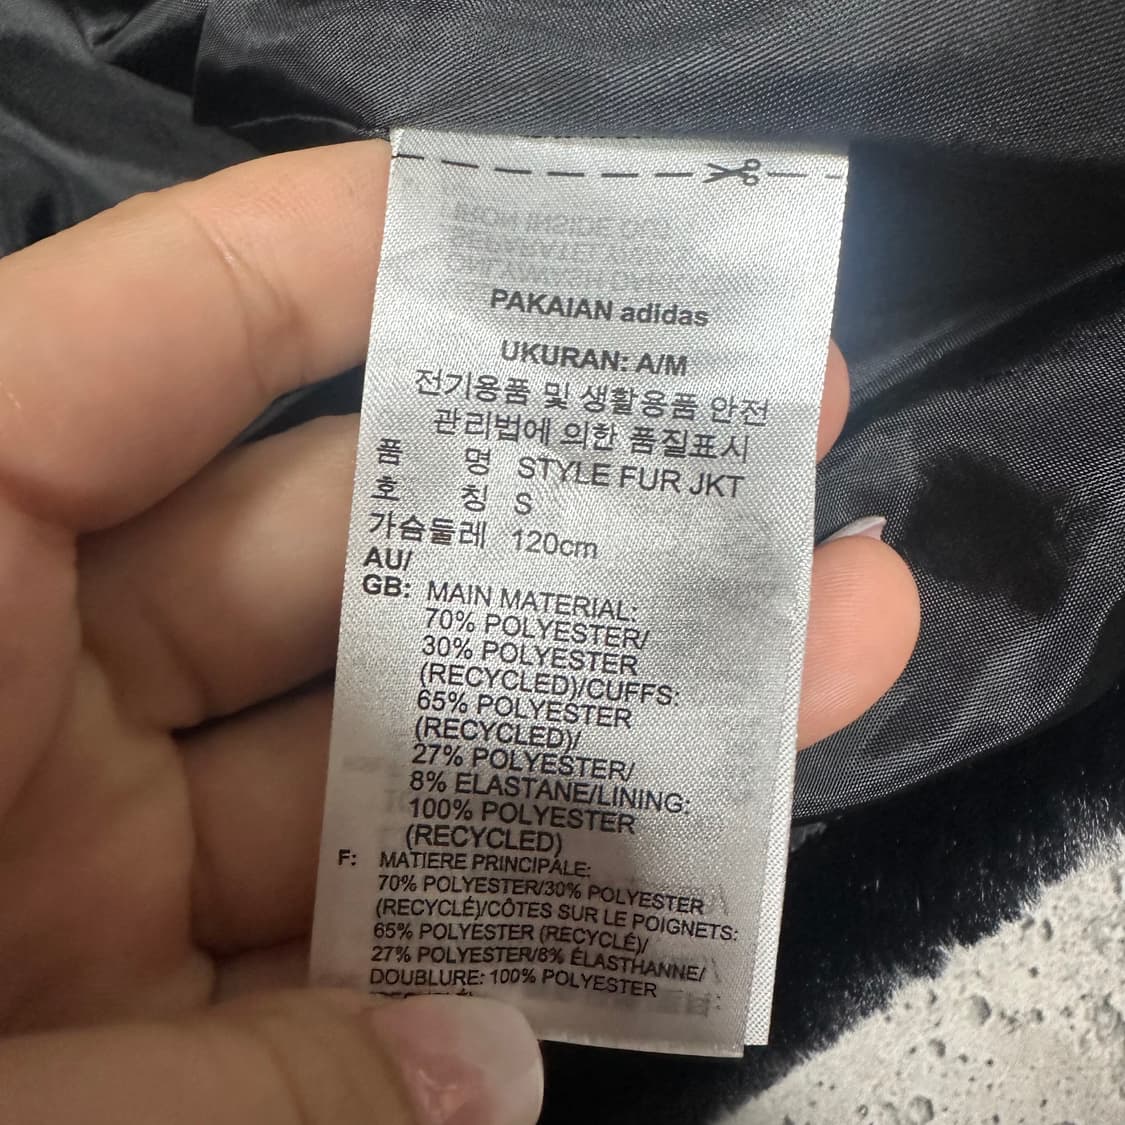 PAKAIAN adidas
UKURAN: A/M
전기용품 및 생활용품 안전
관리법에 의한 품질표시
품 명 STYLE FUR JKT
호 칭 S
가슴둘레 120cm
AU/
GB: MAIN MATERIAL:
70% POLYESTER/
30% POLYESTER
(RECYCLED)/CUFFS:
65% POLYESTER
(RECYCLED)/
27% POLYESTER/
8% ELASTANE/LINING:
100% POLYESTER
(RECYCLED)
F: MATIERE PRINCIPALE:
70% POLYESTER/30% POLYESTER
(RECYCLÉ)/CÔTES SUR LE POIGNETS:
65% POLYESTER (RECYCLÉ)/
27% POLYESTER/8% ÉLASTHANNE/
DOUBLURE: 100% POLYESTER